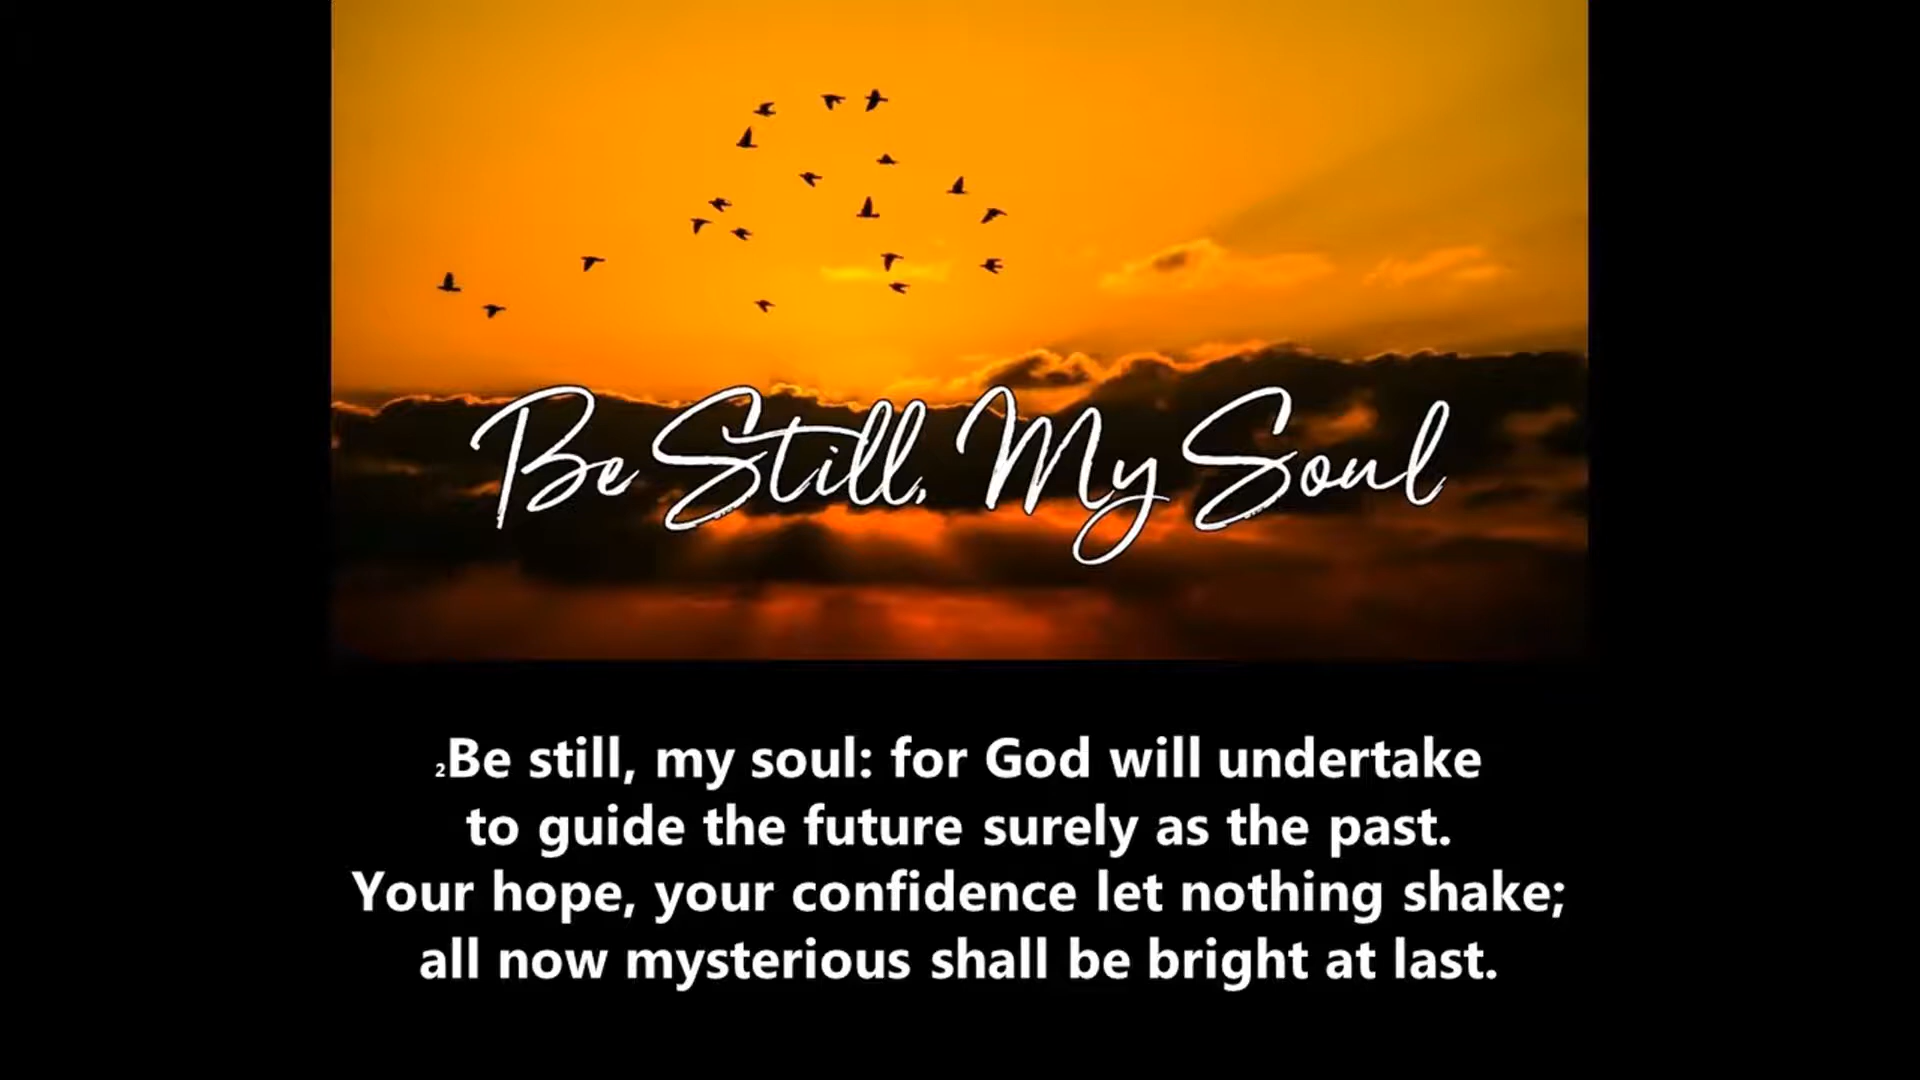 Be Still, My Soul
2Be still, my soul: for God will undertake
to guide the future surely as the past.
Your hope, your confidence let nothing shake;
all now mysterious shall be bright at last.